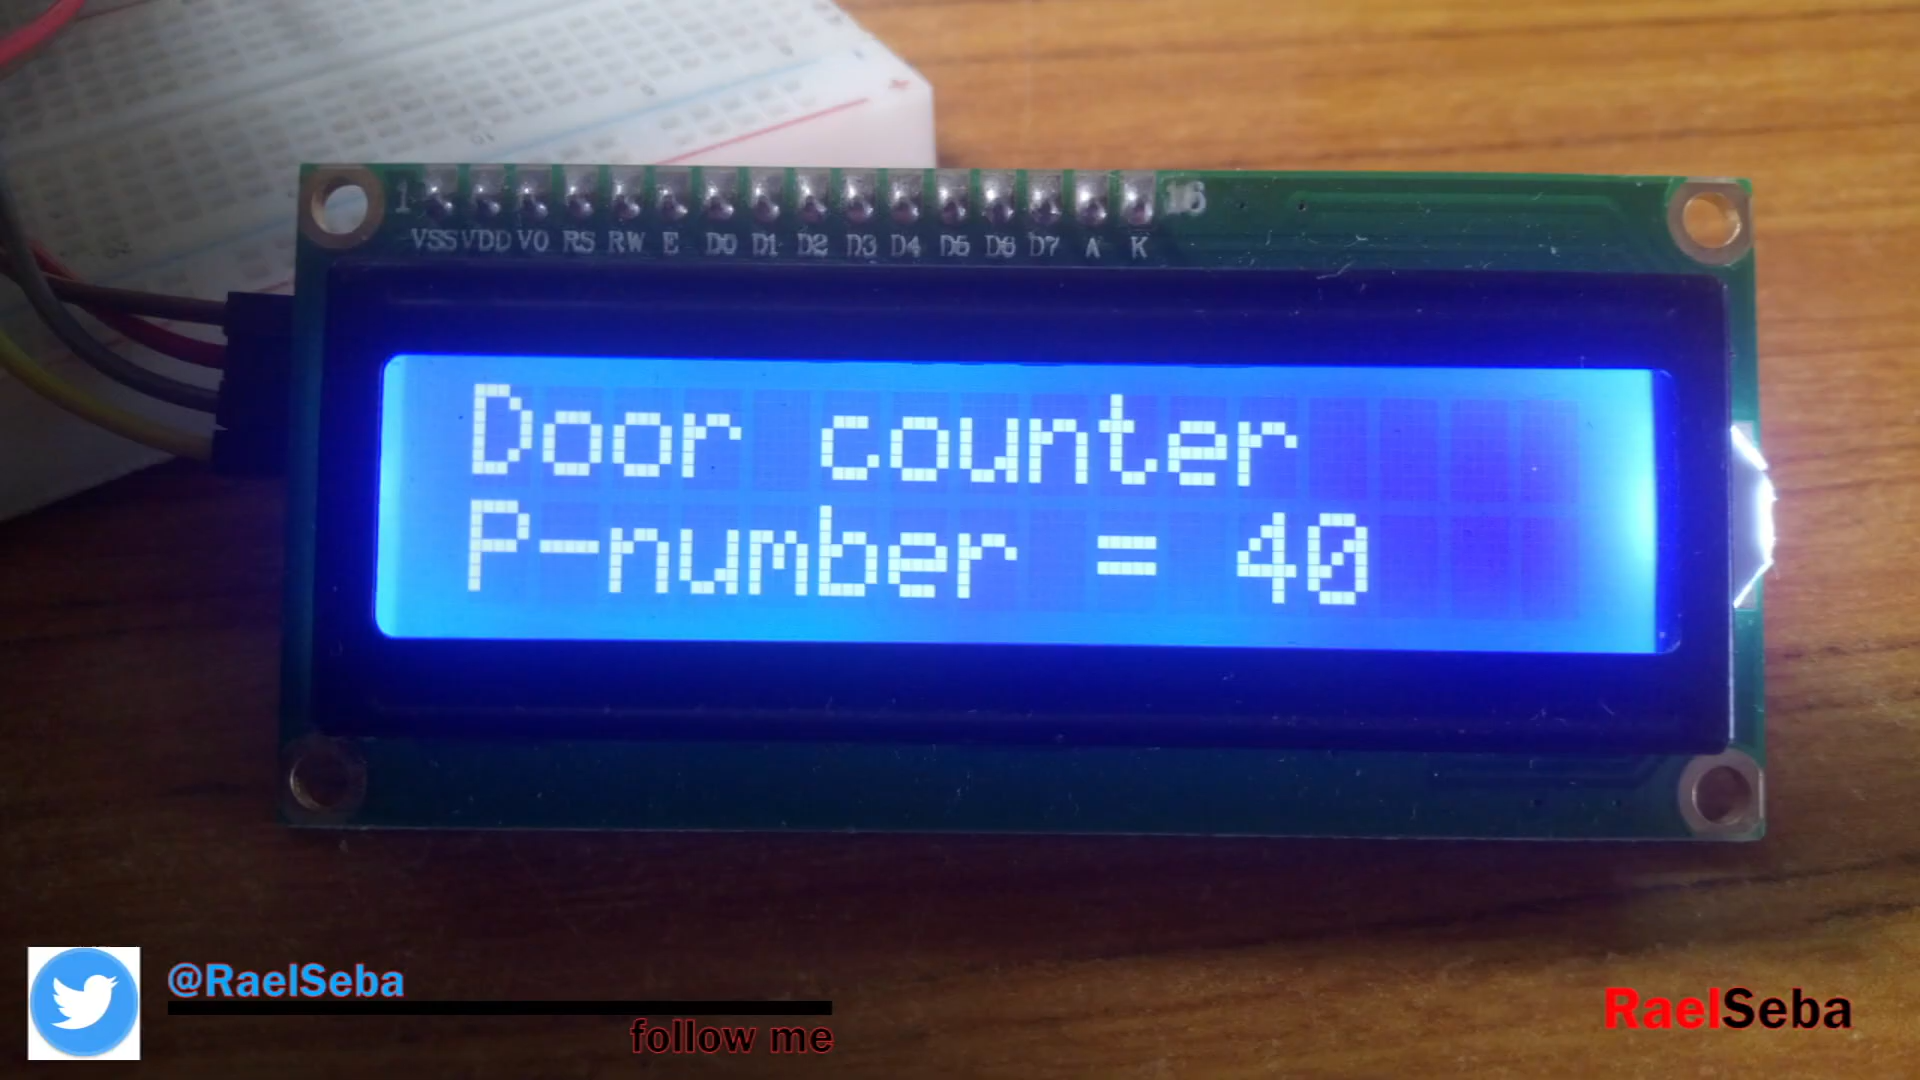 1 16
VSS VDD V0 RS RW E D0 D1 D2 D3 D4 D5 D6 D7 A K
Door counter
P-number = 40
@RaelSeba
follow me
RaelSeba